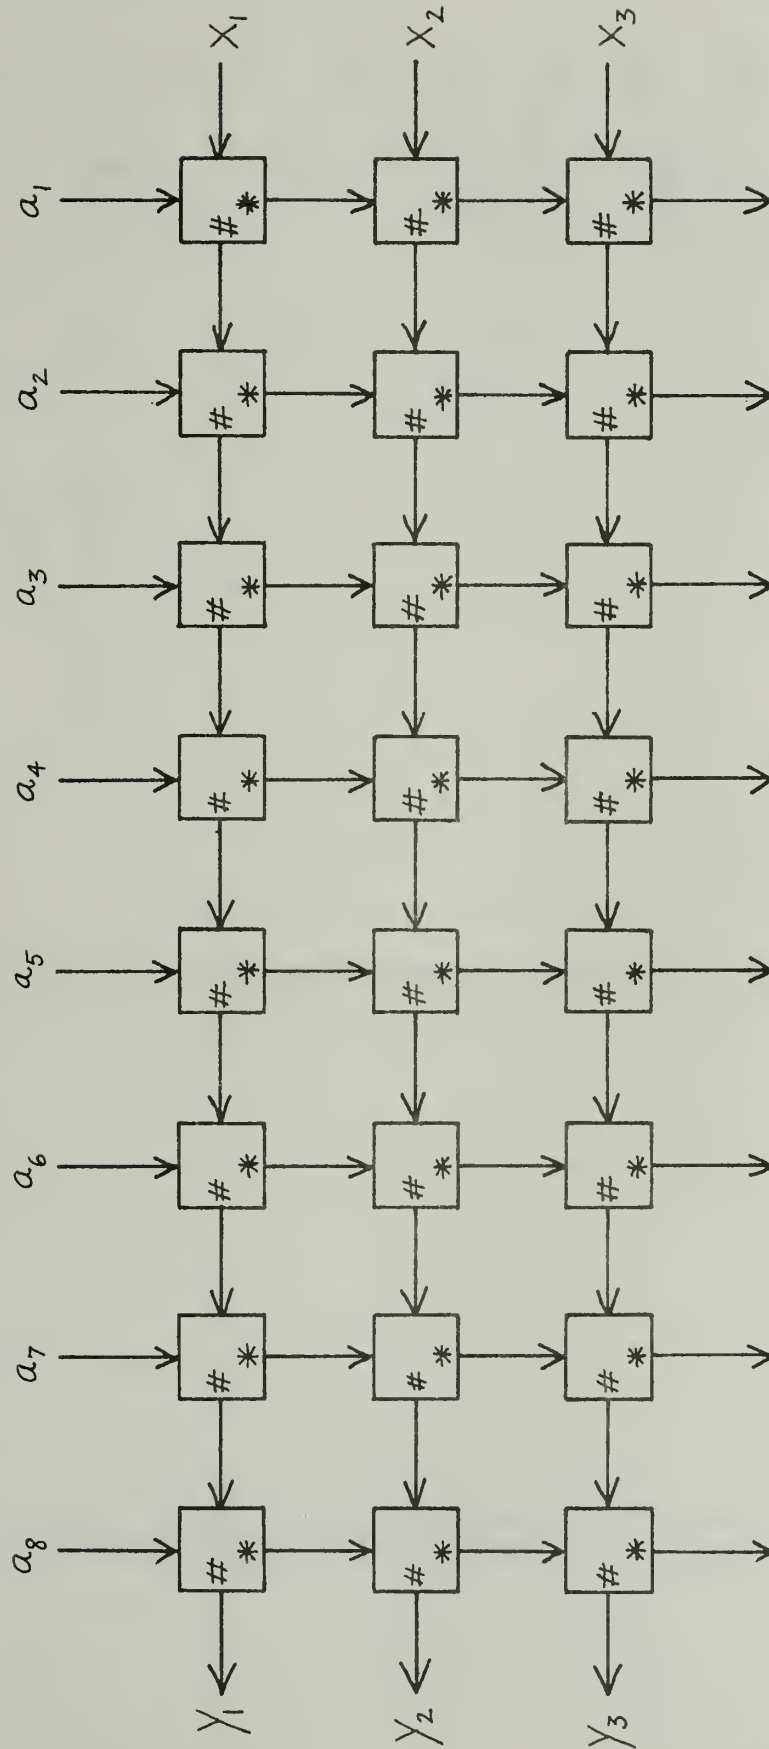 a₈ a₇ a₆ a₅ a₄ a₃ a₂ a₁
Y₁ # # # # # # # # X₁
* * * * * * * *
Y₂ # # # # # # # # X₂
* * * * * * * *
Y₃ # # # # # # # # X₃
* * * * * * * *